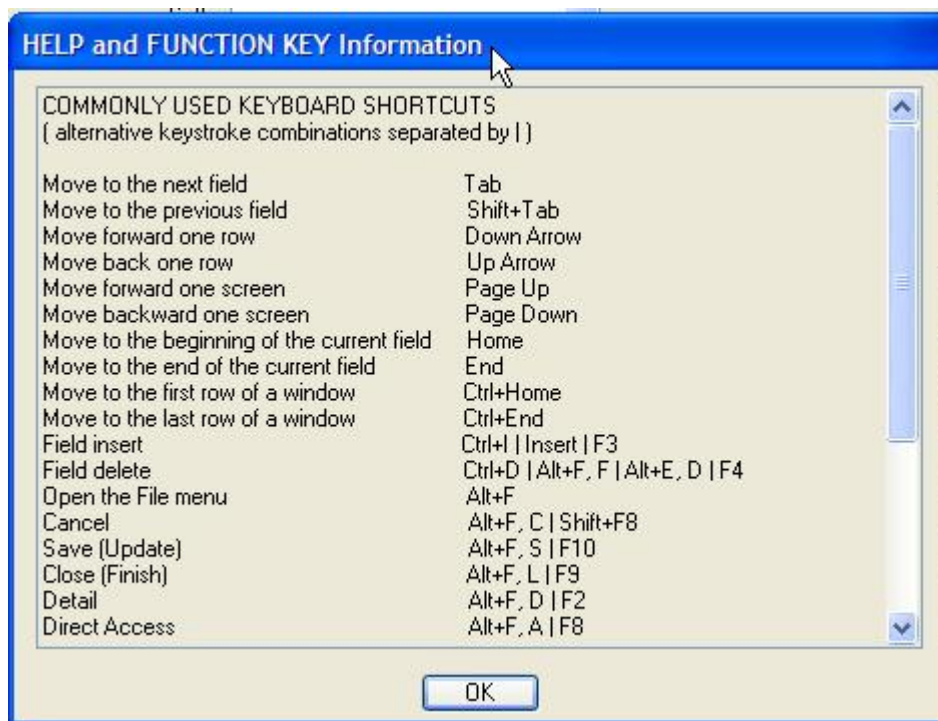 HELP and FUNCTION KEY Information
COMMONLY USED KEYBOARD SHORTCUTS
( alternative keystroke combinations separated by | )
Move to the next field Tab
Move to the previous field Shift+Tab
Move forward one row Down Arrow
Move back one row Up Arrow
Move forward one screen Page Up
Move backward one screen Page Down
Move to the beginning of the current field Home
Move to the end of the current field End
Move to the first row of a window Ctrl+Home
Move to the last row of a window Ctrl+End
Field insert Ctrl+I | Insert | F3
Field delete Ctrl+D | Alt+F, F | Alt+E, D | F4
Open the File menu Alt+F
Cancel Alt+F, C | Shift+F8
Save (Update) Alt+F, S | F10
Close (Finish) Alt+F, L | F9
Detail Alt+F, D | F2
Direct Access Alt+F, A | F8
OK